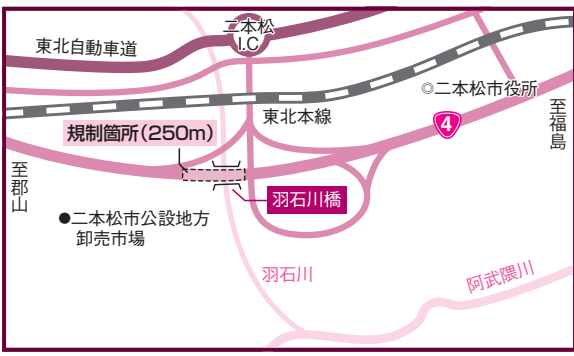 二本松
I.C
東北自動車道
◎二本松市役所
東北本線
4
至福島
規制箇所(250m)
至郡山
羽石川橋
●二本松市公設地方
卸売市場
羽石川
阿武隈川